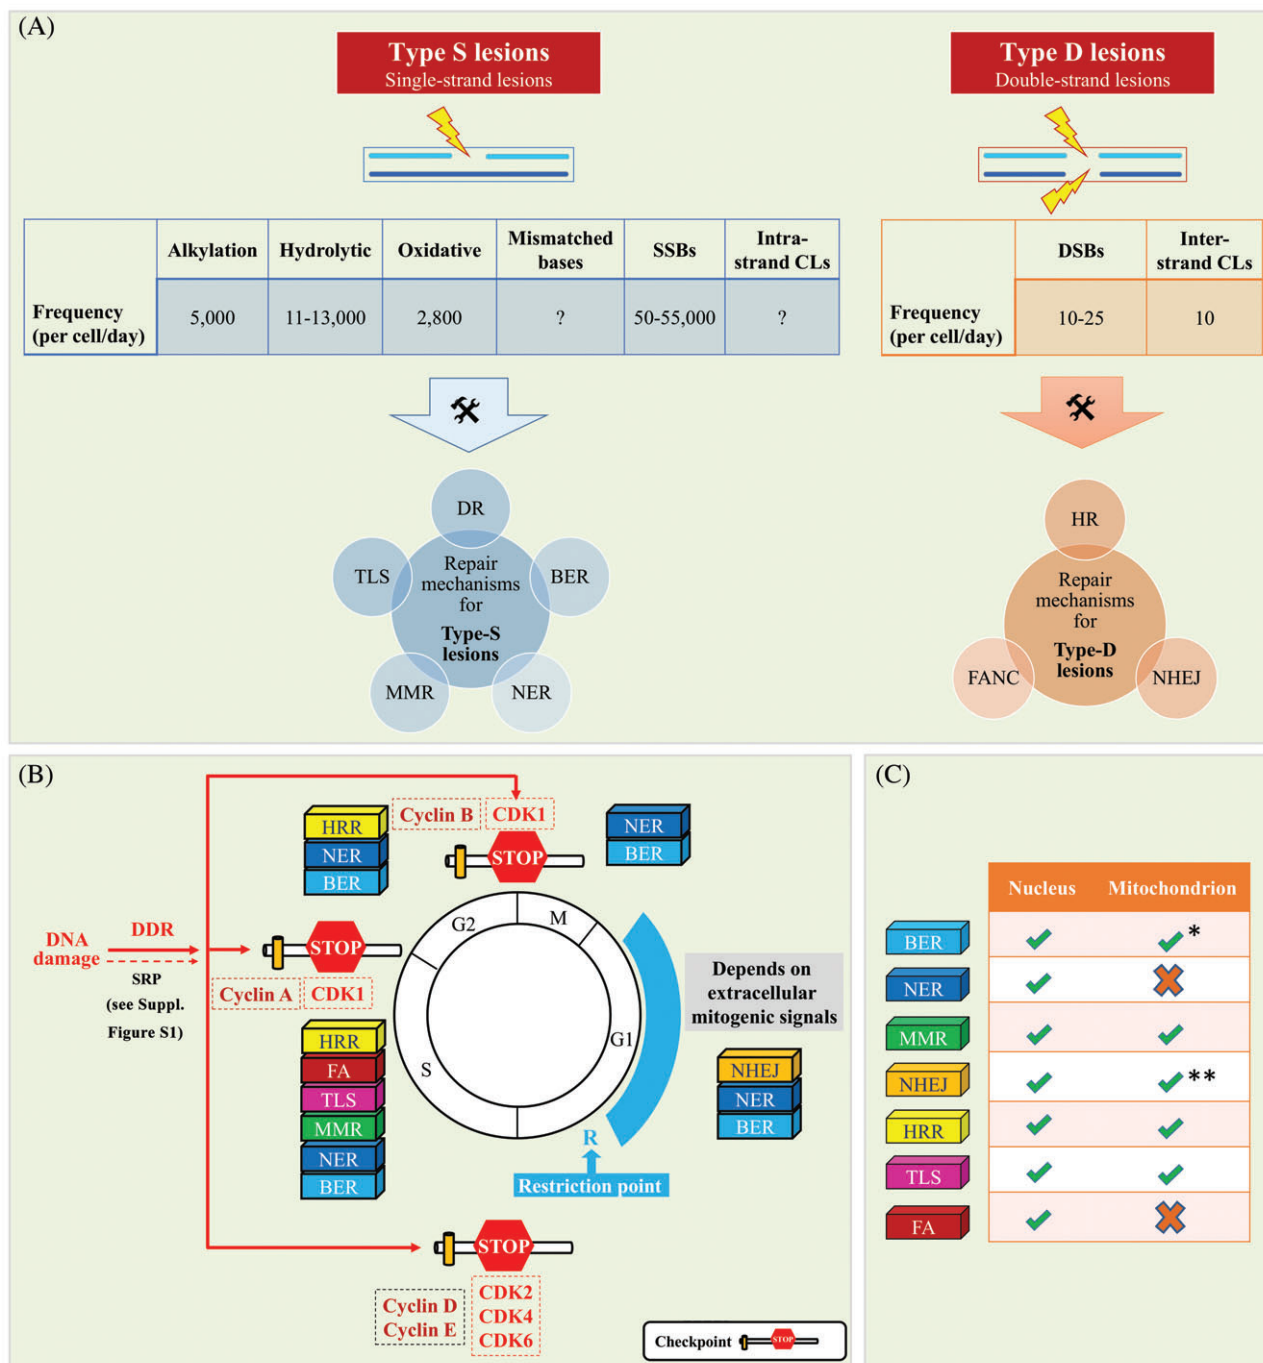 (A)
Type S lesions
Single-strand lesions
Type D lesions
Double-strand lesions
Alkylation
Hydrolytic
Oxidative
Mismatched
bases
SSBs
Intra-
strand CLs
Frequency
(per cell/day)
5,000
11-13,000
2,800
?
50-55,000
?
DSBs
Inter-
strand CLs
Frequency
(per cell/day)
10-25
10
DR
TLS
BER
Repair
mechanisms
for
Type-S
lesions
MMR
NER
HR
Repair
mechanisms
for
Type-D
lesions
FANC
NHEJ
(B)
HRR
NER
BER
Cyclin B
CDK1
STOP
NER
BER
DNA
damage
DDR
SRP
(see Suppl.
Figure S1)
STOP
Cyclin A
CDK1
G2
M
G1
S
Depends on
extracellular
mitogenic signals
HRR
FA
TLS
MMR
NER
BER
NHEJ
NER
BER
R
Restriction point
STOP
Cyclin D
Cyclin E
CDK2
CDK4
CDK6
Checkpoint
STOP
(C)
Nucleus
Mitochondrion
BER
*
NER
MMR
NHEJ
**
HRR
TLS
FA